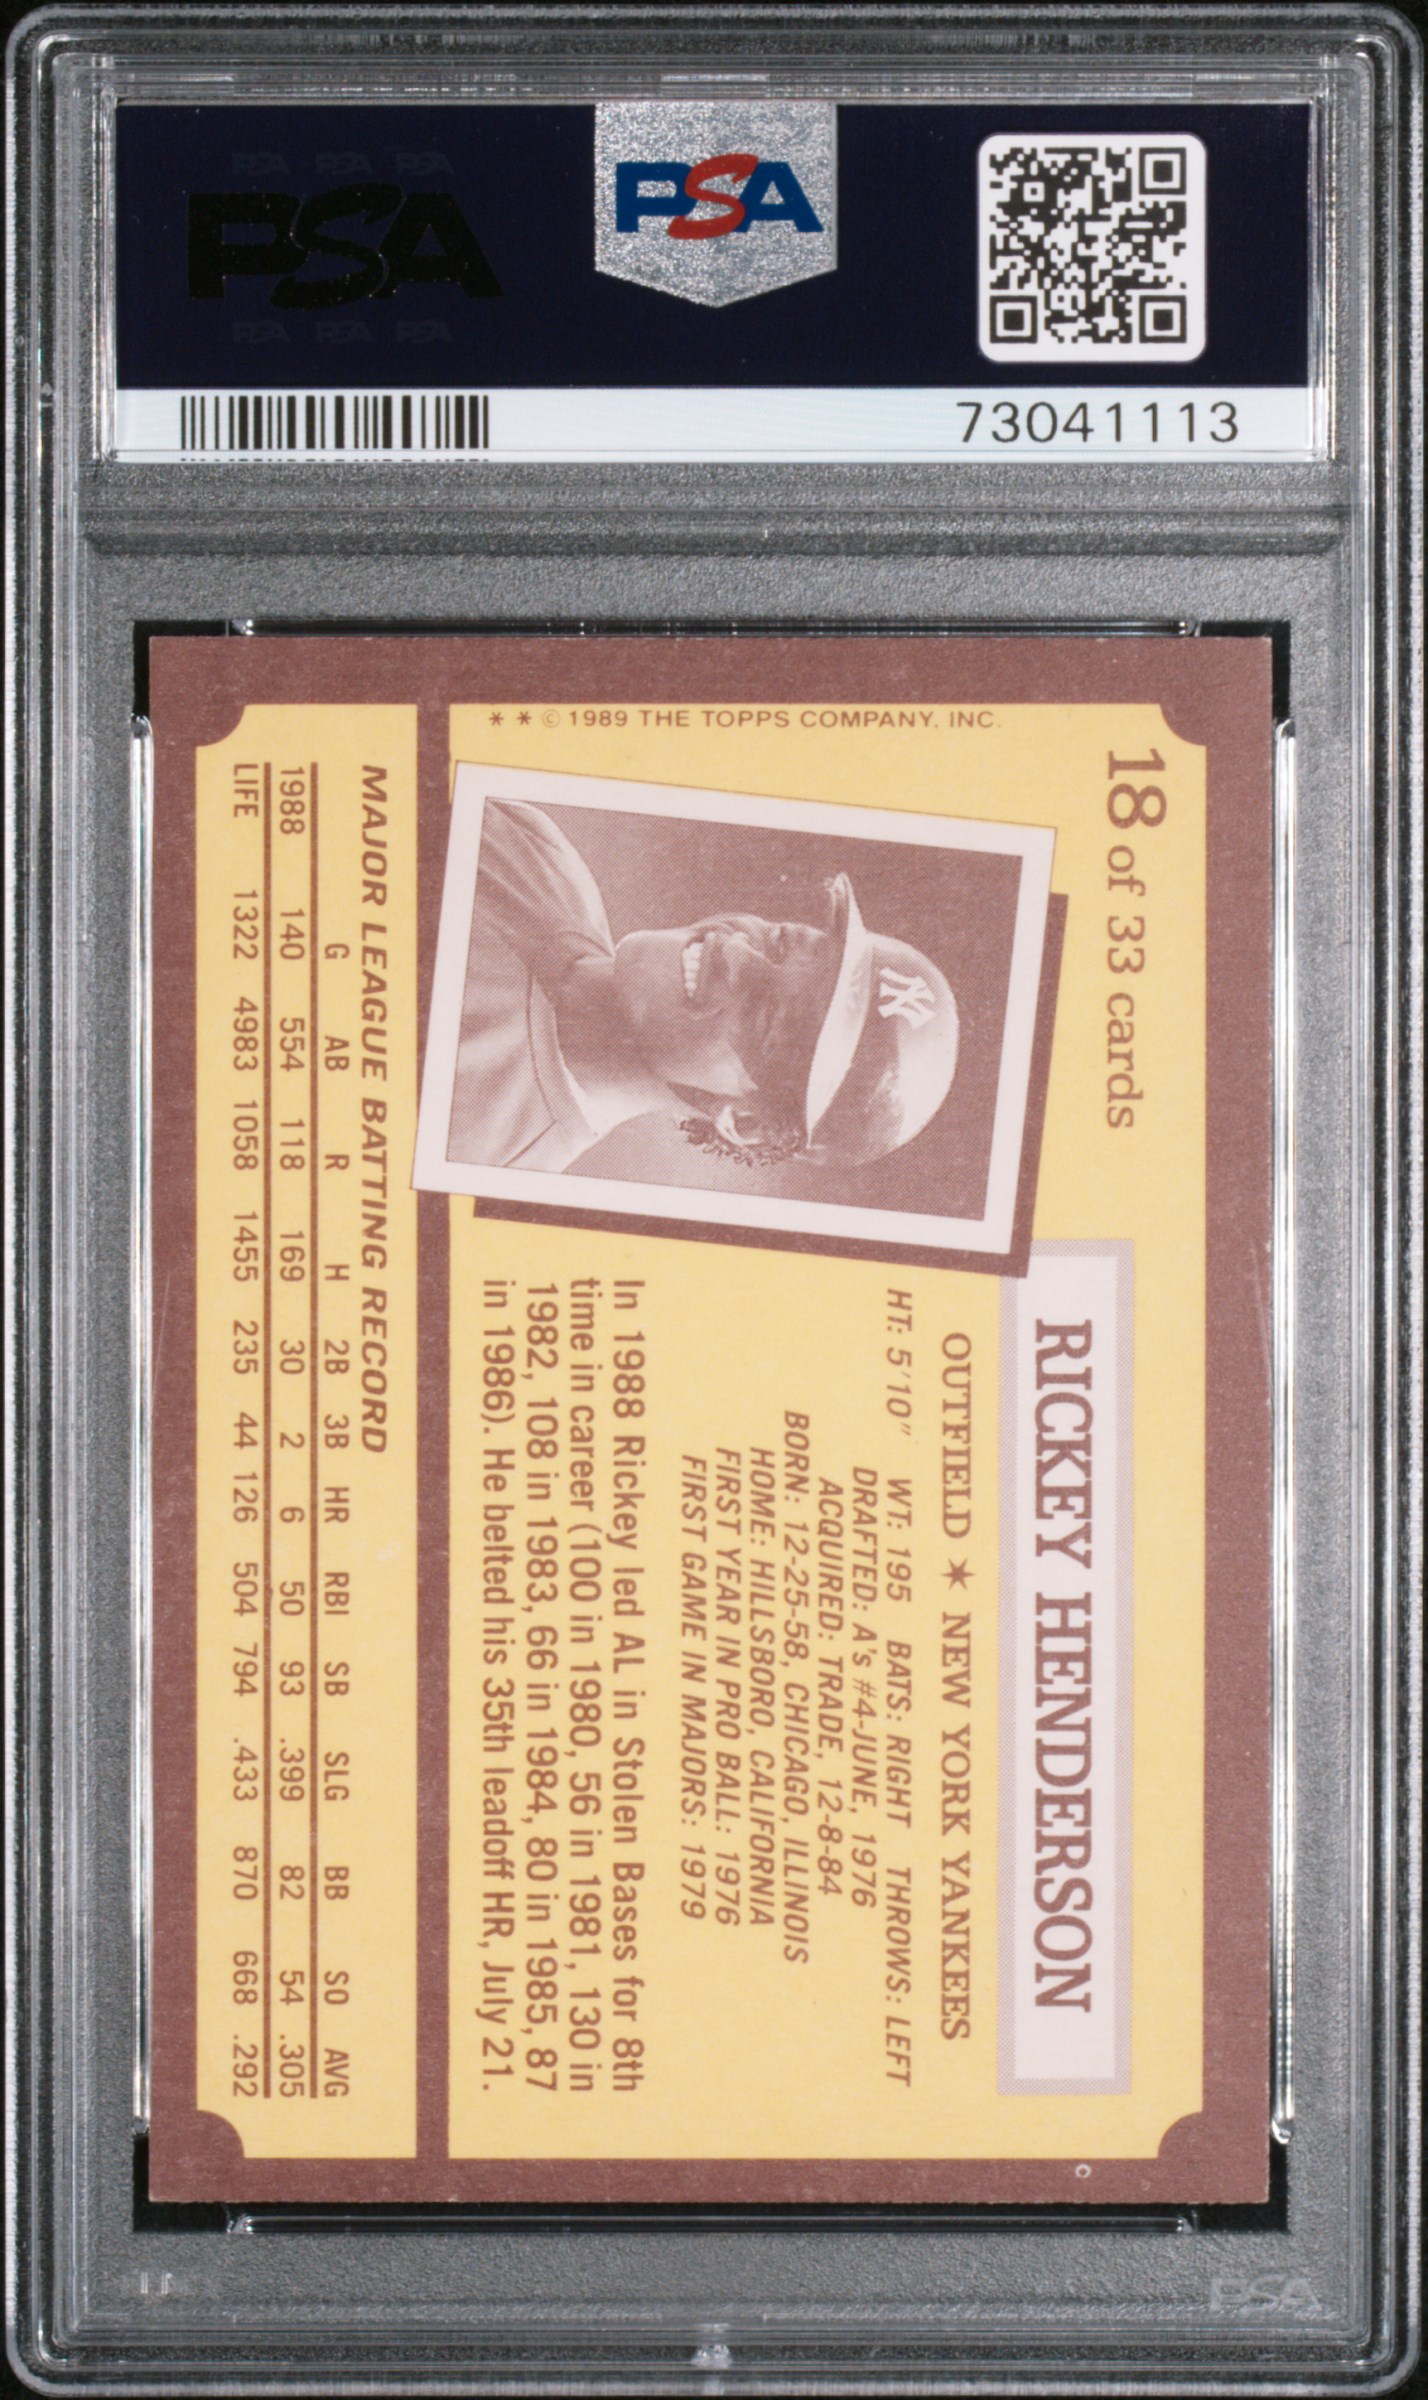 PSA PSA PSA
PSA
PSA PSA PSA
PSA
73041113
18 of 33 cards
RICKEY HENDERSON
OUTFIELD ★ NEW YORK YANKEES
HT: 5'10" WT: 195 BATS: RIGHT THROWS: LEFT
DRAFTED: A's #4-JUNE, 1976
ACQUIRED: TRADE, 12-8-84
BORN: 12-25-58, CHICAGO, ILLINOIS
HOME: HILLSBORO, CALIFORNIA
FIRST YEAR IN PRO BALL: 1976
FIRST GAME IN MAJORS: 1979
NY
In 1988 Rickey led AL in Stolen Bases for 8th
time in career (100 in 1980, 56 in 1981, 130 in
1982, 108 in 1983, 66 in 1984, 80 in 1985, 87
in 1986). He belted his 35th leadoff HR, July 21.
* * © 1989 THE TOPPS COMPANY, INC.
MAJOR LEAGUE BATTING RECORD
G AB R H 2B 3B HR RBI SB SLG BB SO AVG
1988 140 554 118 169 30 2 6 50 93 .399 82 54 .305
LIFE 1322 4983 1058 1455 235 44 126 504 794 .433 870 668 .292
PSA